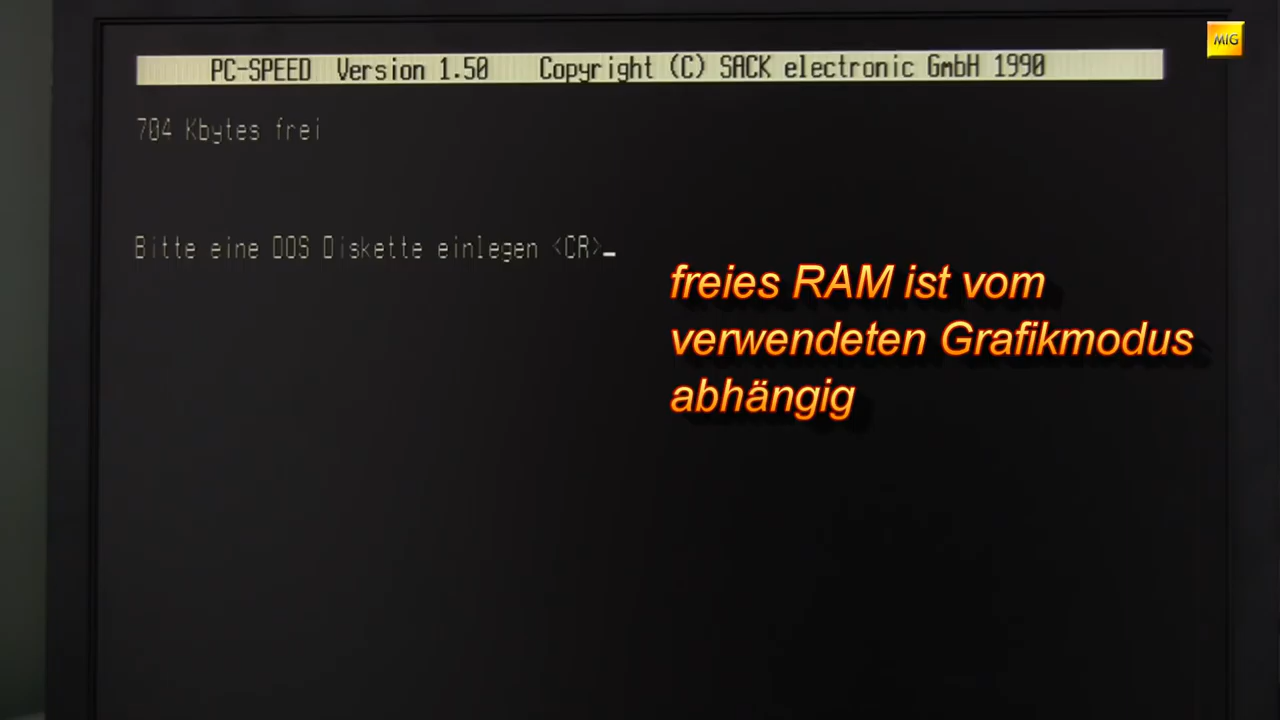 MIG
PC-SPEED Version 1.50 Copyright (C) SACK electronic GmbH 1990
704 Kbytes frei
Bitte eine DOS Diskette einlegen <CR>_
freies RAM ist vom
verwendeten Grafikmodus
abhängig